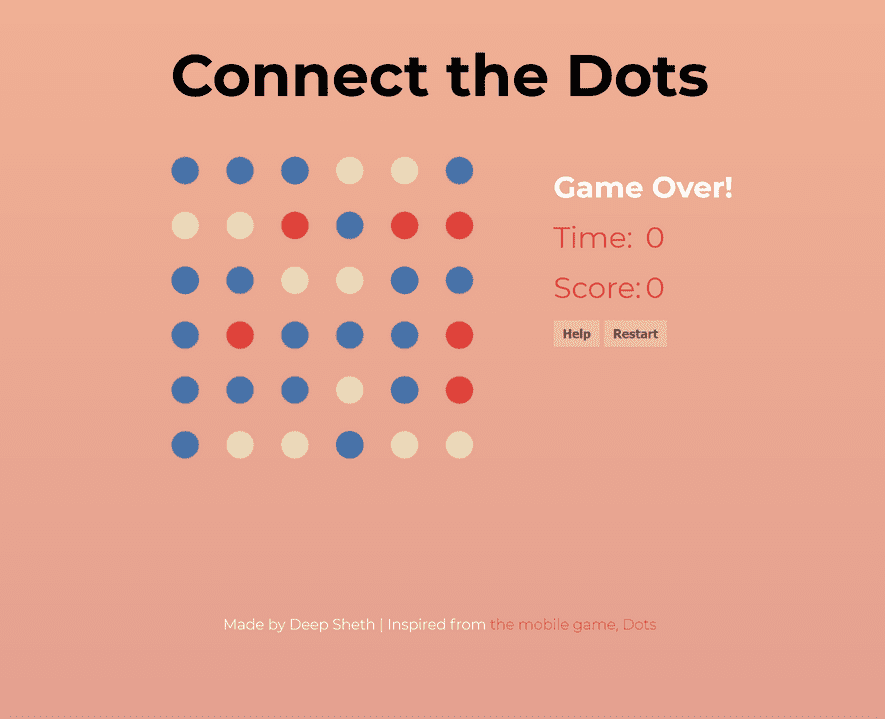 Connect the Dots
Game Over!
Time: 0
Score: 0
Help Restart
Made by Deep Sheth | Inspired from the mobile game, Dots